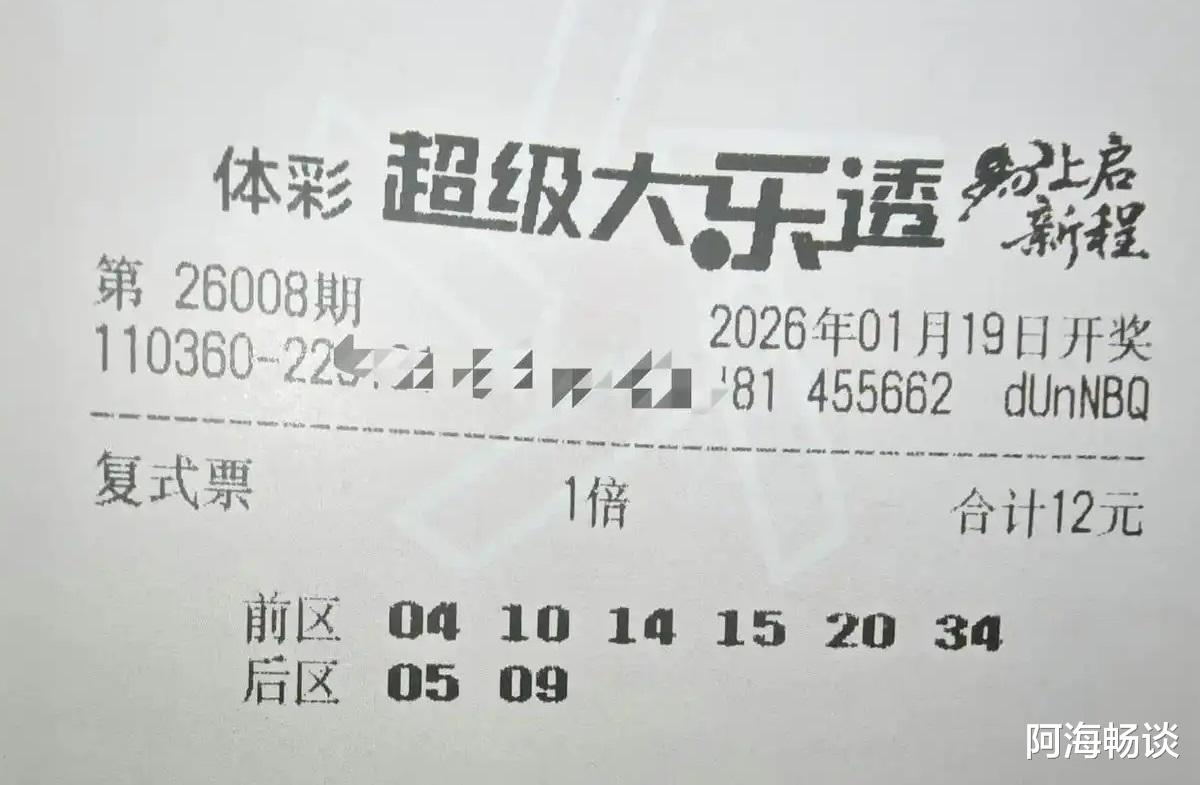 体彩 超级大乐透 马上启
新程
第 26008期
2026年01月19日开奖
110360-22 81 455662 dUnNBQ
复式票 1倍 合计12元
前区 04 10 14 15 20 34
后区 05 09
阿海畅谈